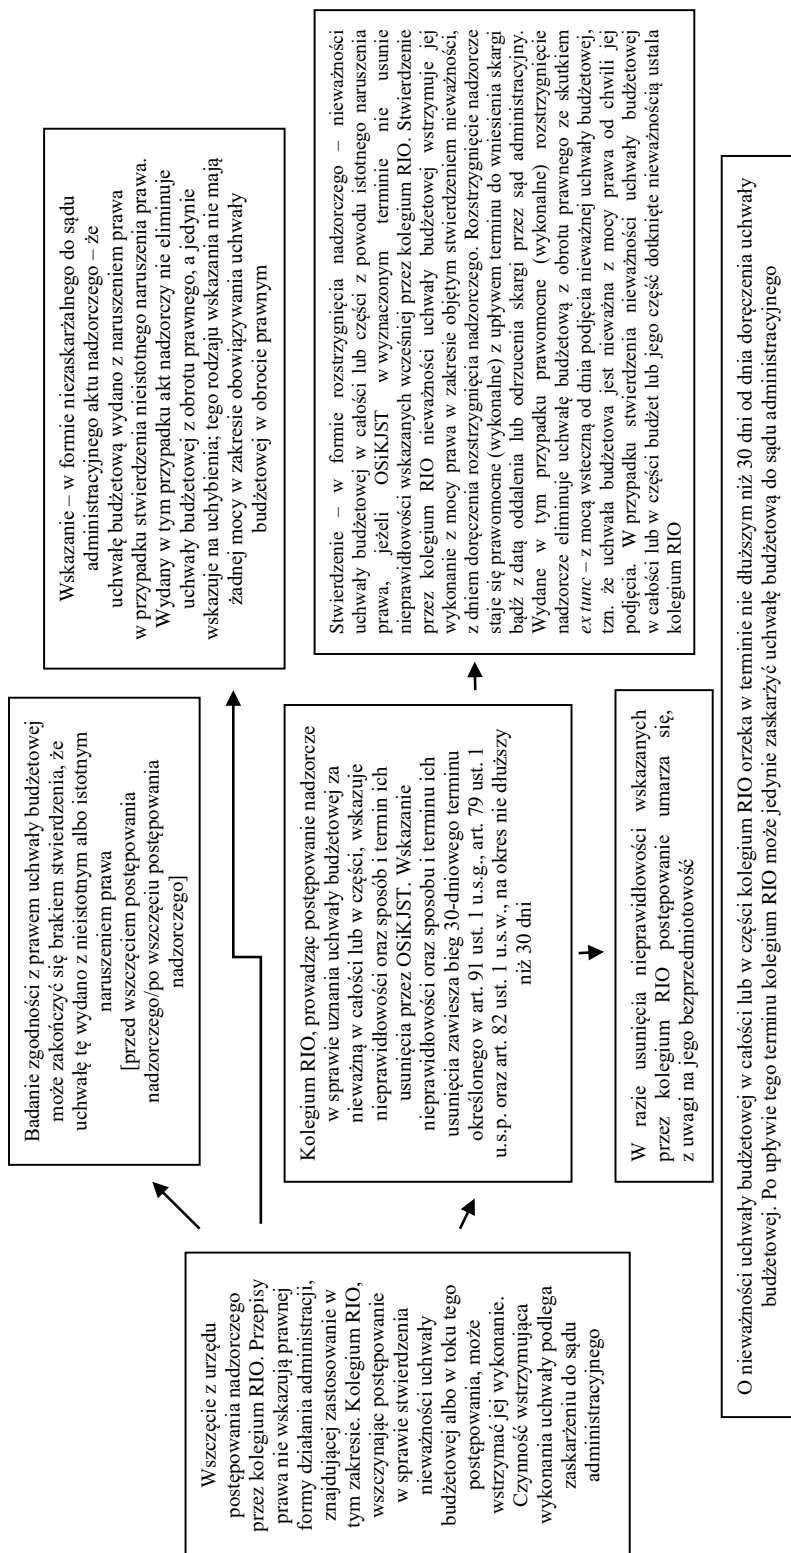 Badanie zgodności z prawem uchwały budżetowej
może zakończyć się brakiem stwierdzenia, że
uchwałę tę wydano z nieistotnym albo istotnym
naruszeniem prawa
[przed wszczęciem postępowania
nadzorczego/po wszczęciu postępowania
nadzorczego]
Wskazanie – w formie niezaskarżalnego do sądu
administracyjnego aktu nadzorczego – że
uchwałę budżetową wydano z naruszeniem prawa
w przypadku stwierdzenia nieistotnego naruszenia prawa.
Wydany w tym przypadku akt nadzorczy nie eliminuje
uchwały budżetowej z obrotu prawnego, a jedynie
wskazuje na uchybienia; tego rodzaju wskazania nie mają
żadnej mocy w zakresie obowiązywania uchwały
budżetowej w obrocie prawnym
Wszczęcie z urzędu
postępowania nadzorczego
przez kolegium RIO. Przepisy
prawa nie wskazują prawnej
formy działania administracji,
znajdującej zastosowanie w
tym zakresie. Kolegium RIO,
wszczynając postępowanie
w sprawie stwierdzenia
nieważności uchwały
budżetowej albo w toku tego
postępowania, może
wstrzymać jej wykonanie.
Czynność wstrzymująca
wykonania uchwały podlega
zaskarżeniu do sądu
administracyjnego
Kolegium RIO, prowadząc postępowanie nadzorcze
w sprawie uznania uchwały budżetowej za
nieważną w całości lub w części, wskazuje
nieprawidłowości oraz sposób i termin ich
usunięcia przez OSiKJST. Wskazanie
nieprawidłowości oraz sposobu i terminu ich
usunięcia zawiesza bieg 30-dniowego terminu
określonego w art. 91 ust. 1 u.s.g., art. 79 ust. 1
u.s.p. oraz art. 82 ust. 1 u.s.w., na okres nie dłuższy
niż 30 dni
Stwierdzenie – w formie rozstrzygnięcia nadzorczego – nieważności
uchwały budżetowej w całości lub części z powodu istotnego naruszenia
prawa, jeżeli OSiKJST w wyznaczonym terminie nie usunie
nieprawidłowości wskazanych wcześniej przez kolegium RIO. Stwierdzenie
przez kolegium RIO nieważności uchwały budżetowej wstrzymuje jej
wykonanie z mocy prawa w zakresie objętym stwierdzeniem nieważności,
z dniem doręczenia rozstrzygnięcia nadzorczego. Rozstrzygnięcie nadzorcze
staje się prawomocne (wykonalne) z upływem terminu do wniesienia skargi
bądź z datą oddalenia lub odrzucenia skargi przez sąd administracyjny.
Wydane w tym przypadku prawomocne (wykonalne) rozstrzygnięcie
nadzorcze eliminuje uchwałę budżetową z obrotu prawnego ze skutkiem
ex tunc – z mocą wsteczną od dnia podjęcia nieważnej uchwały budżetowej,
tzn. że uchwała budżetowa jest nieważna z mocy prawa od chwili jej
podjęcia. W przypadku stwierdzenia nieważności uchwały budżetowej
w całości lub w części budżet lub jego część dotknięte nieważnością ustala
kolegium RIO
W razie usunięcia nieprawidłowości wskazanych
przez kolegium RIO postępowanie umarza się,
z uwagi na jego bezprzedmiotowość
O nieważności uchwały budżetowej w całości lub w części kolegium RIO orzeka w terminie nie dłuższym niż 30 dni od dnia doręczenia uchwały
budżetowej. Po upływie tego terminu kolegium RIO może jedynie zaskarżyć uchwałę budżetową do sądu administracyjnego